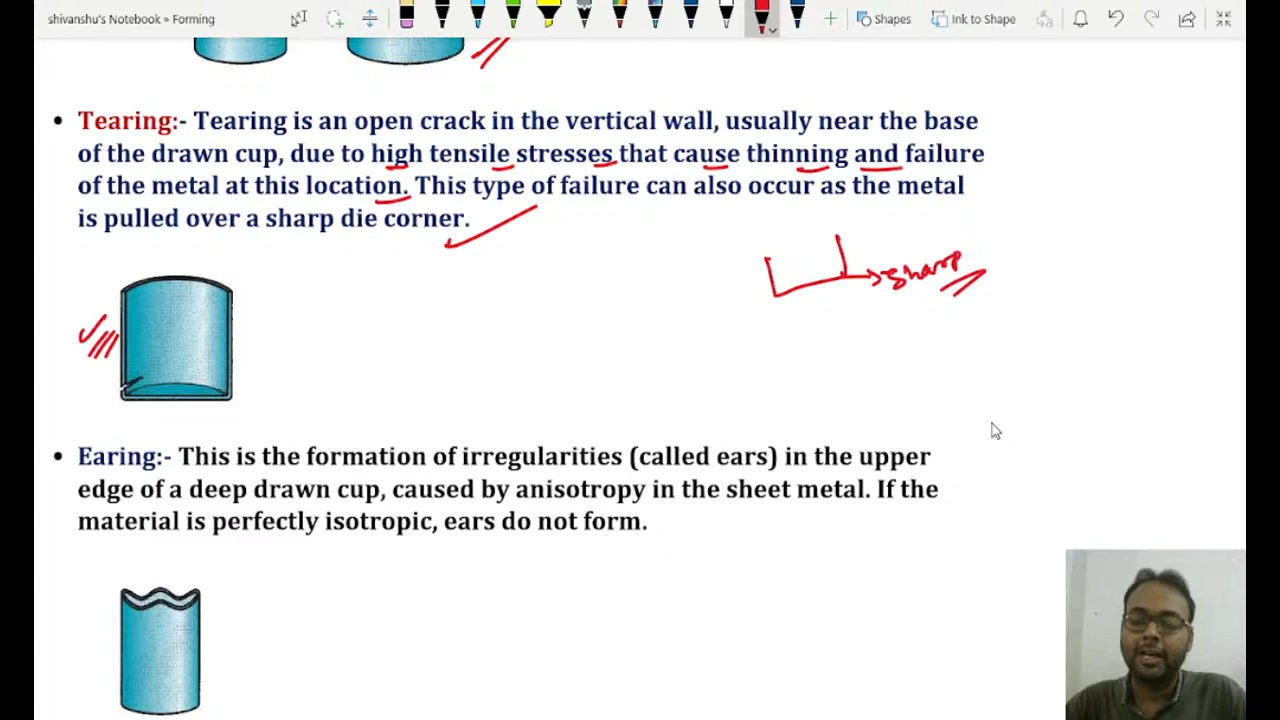 shivanshu's Notebook » Forming
Shapes
Ink to Shape
• Tearing:- Tearing is an open crack in the vertical wall, usually near the base
of the drawn cup, due to high tensile stresses that cause thinning and failure
of the metal at this location. This type of failure can also occur as the metal
is pulled over a sharp die corner.
sharp
• Earing:- This is the formation of irregularities (called ears) in the upper
edge of a deep drawn cup, caused by anisotropy in the sheet metal. If the
material is perfectly isotropic, ears do not form.